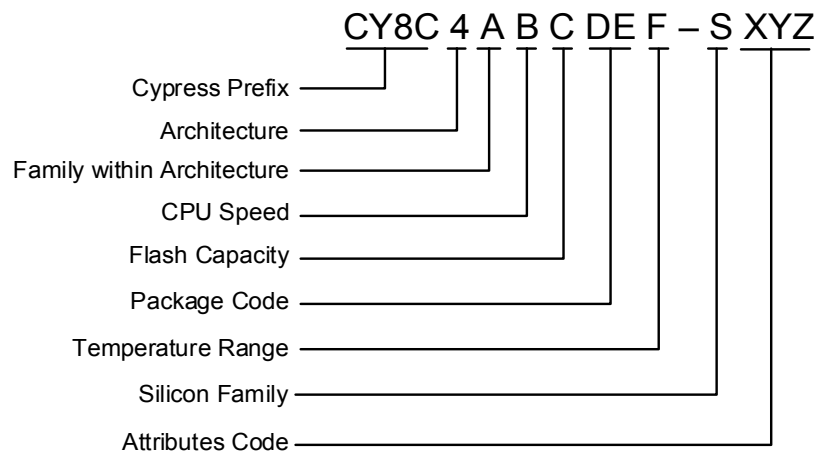 CY8C 4 A B C DE F – S XYZ
Cypress Prefix
Architecture
Family within Architecture
CPU Speed
Flash Capacity
Package Code
Temperature Range
Silicon Family
Attributes Code